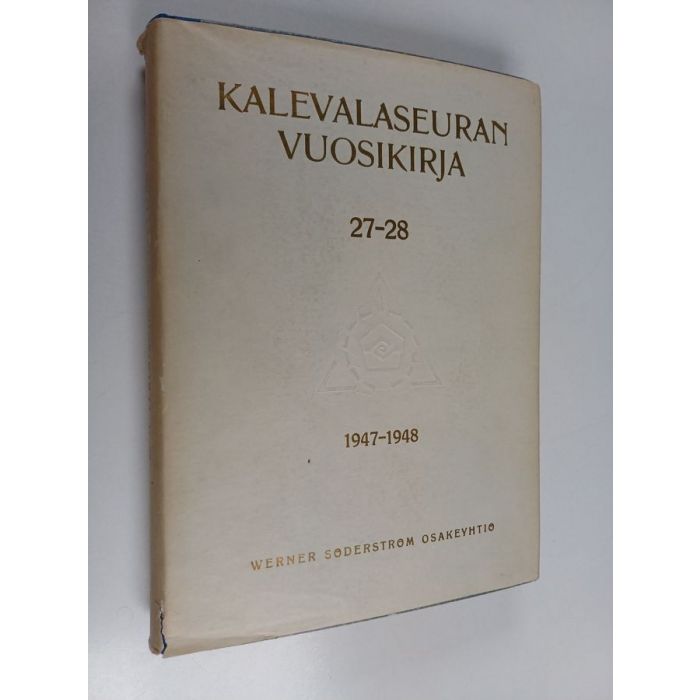 KALEVALASEURAN
VUOSIKIRJA
27-28
1947-1948
WERNER SÖDERSTRÖM OSAKEYHTIÖ